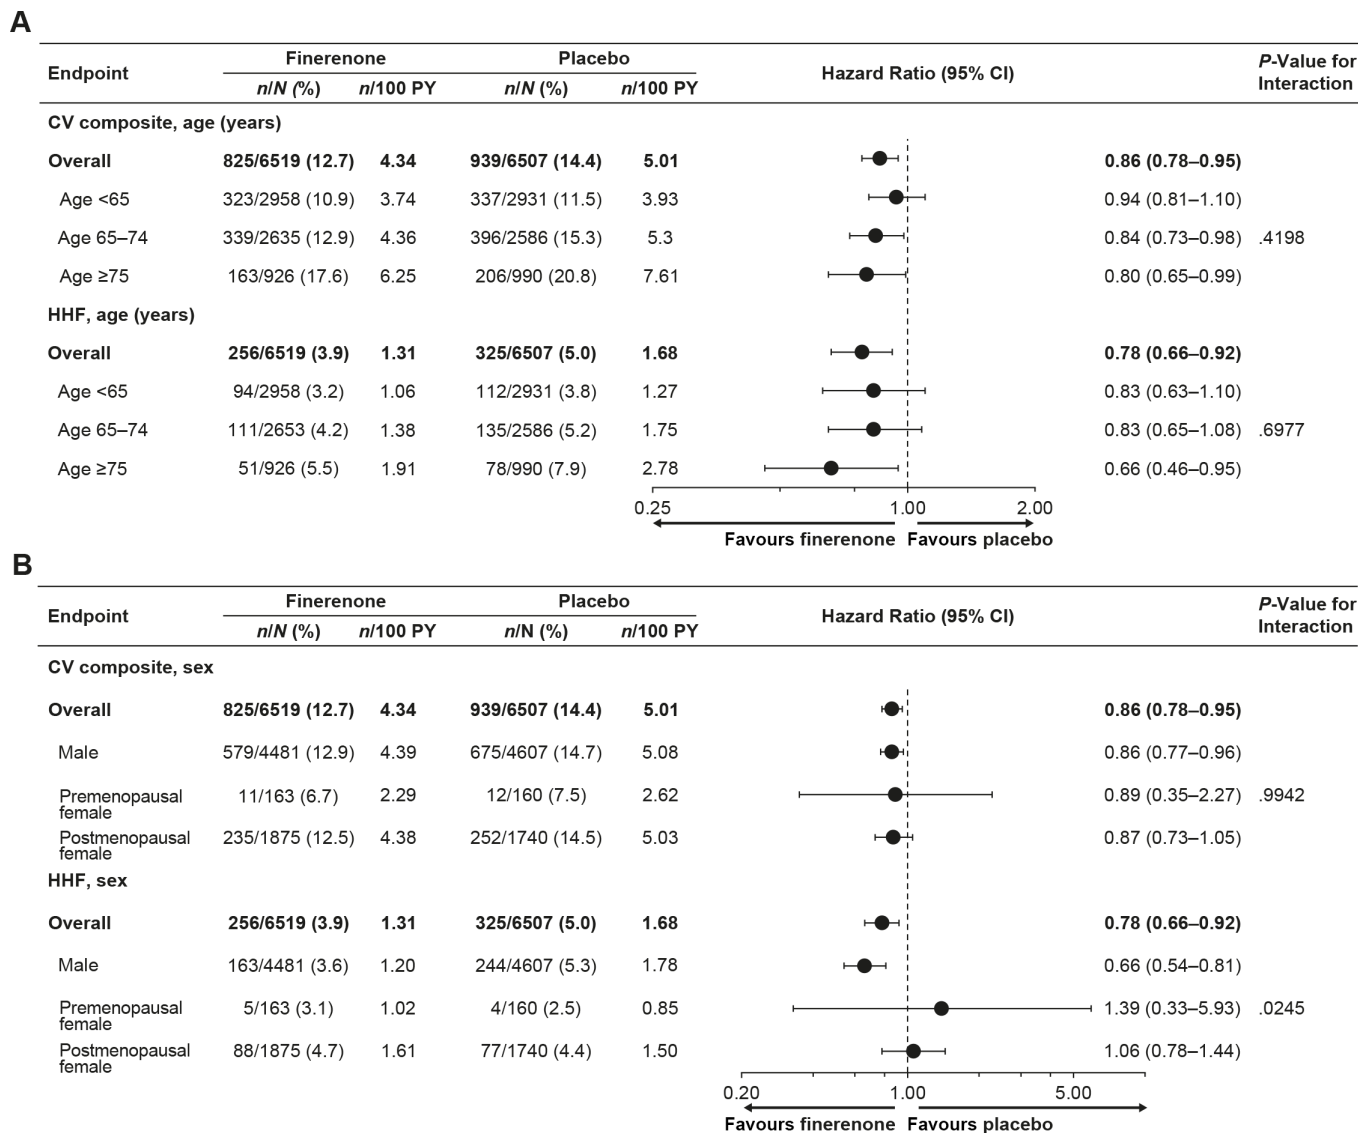 A
Endpoint Finerenone Placebo Hazard Ratio (95% CI) P-Value for Interaction
n/N (%) n/100 PY n/N (%) n/100 PY
CV composite, age (years)
Overall 825/6519 (12.7) 4.34 939/6507 (14.4) 5.01 0.86 (0.78–0.95)
Age <65 323/2958 (10.9) 3.74 337/2931 (11.5) 3.93 0.94 (0.81–1.10)
Age 65–74 339/2635 (12.9) 4.36 396/2586 (15.3) 5.3 0.84 (0.73–0.98) .4198
Age ≥75 163/926 (17.6) 6.25 206/990 (20.8) 7.61 0.80 (0.65–0.99)
HHF, age (years)
Overall 256/6519 (3.9) 1.31 325/6507 (5.0) 1.68 0.78 (0.66–0.92)
Age <65 94/2958 (3.2) 1.06 112/2931 (3.8) 1.27 0.83 (0.63–1.10)
Age 65–74 111/2653 (4.2) 1.38 135/2586 (5.2) 1.75 0.83 (0.65–1.08) .6977
Age ≥75 51/926 (5.5) 1.91 78/990 (7.9) 2.78 0.66 (0.46–0.95)
0.25 1.00 2.00
Favours finerenone Favours placebo
B
Endpoint Finerenone Placebo Hazard Ratio (95% CI) P-Value for Interaction
n/N (%) n/100 PY n/N (%) n/100 PY
CV composite, sex
Overall 825/6519 (12.7) 4.34 939/6507 (14.4) 5.01 0.86 (0.78–0.95)
Male 579/4481 (12.9) 4.39 675/4607 (14.7) 5.08 0.86 (0.77–0.96)
Premenopausal female 11/163 (6.7) 2.29 12/160 (7.5) 2.62 0.89 (0.35–2.27) .9942
Postmenopausal female 235/1875 (12.5) 4.38 252/1740 (14.5) 5.03 0.87 (0.73–1.05)
HHF, sex
Overall 256/6519 (3.9) 1.31 325/6507 (5.0) 1.68 0.78 (0.66–0.92)
Male 163/4481 (3.6) 1.20 244/4607 (5.3) 1.78 0.66 (0.54–0.81)
Premenopausal female 5/163 (3.1) 1.02 4/160 (2.5) 0.85 1.39 (0.33–5.93) .0245
Postmenopausal female 88/1875 (4.7) 1.61 77/1740 (4.4) 1.50 1.06 (0.78–1.44)
0.20 1.00 5.00
Favours finerenone Favours placebo